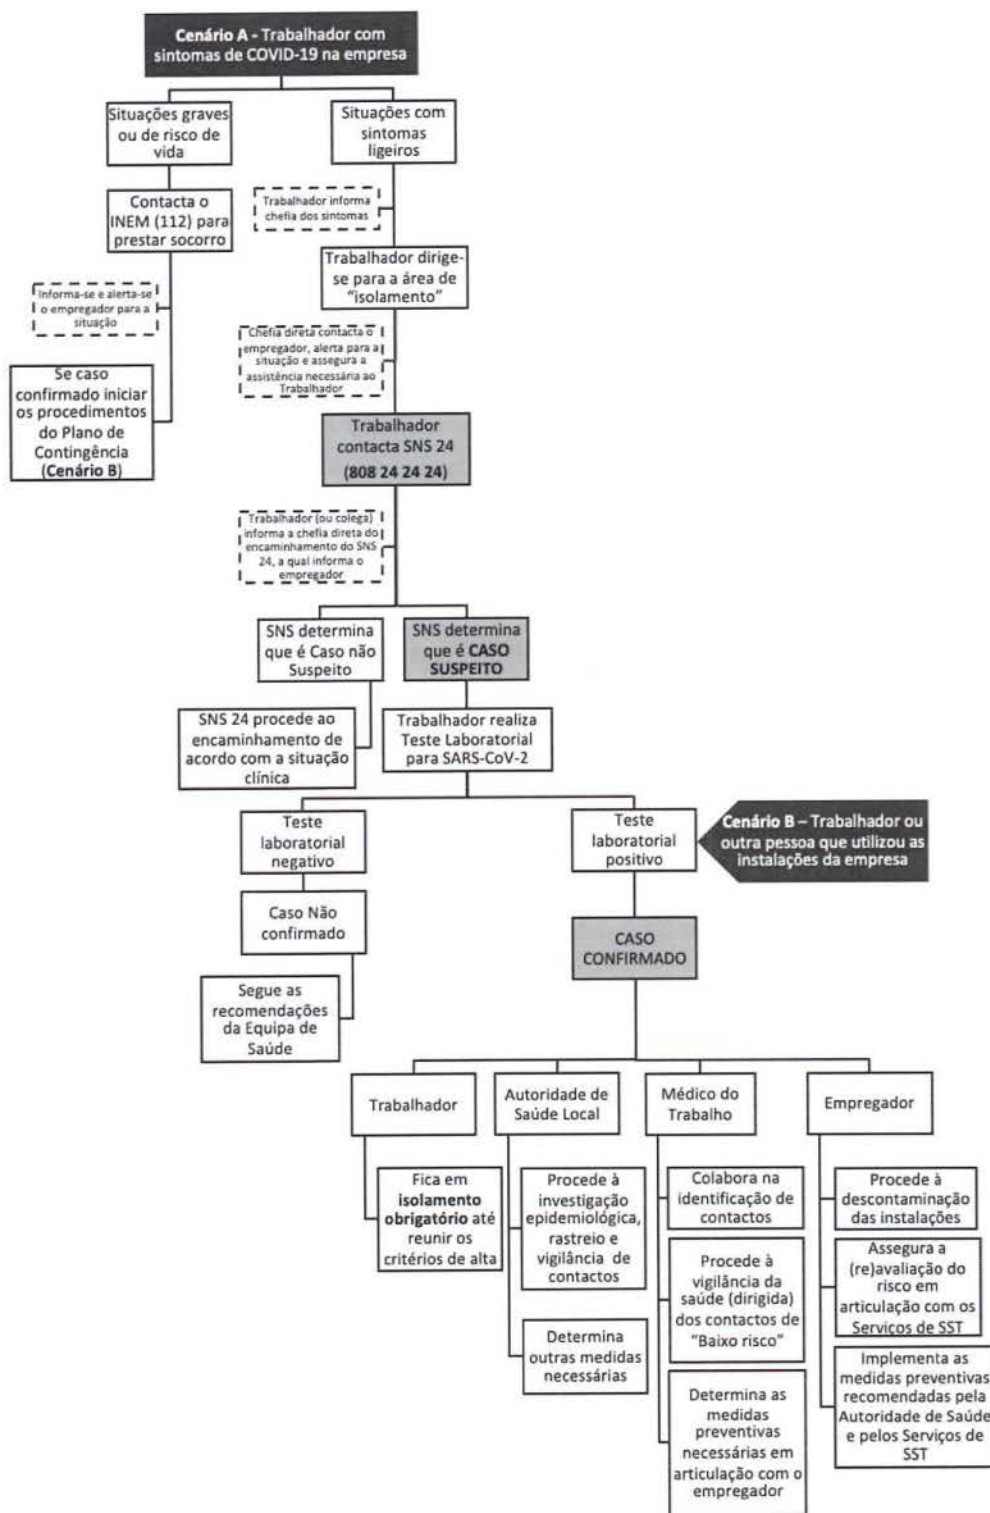 Cenário A - Trabalhador com
sintomas de COVID-19 na empresa
Situações graves
ou de risco de
vida
Situações com
sintomas
ligeiros
Contacta o
INEM (112) para
prestar socorro
Trabalhador informa
chefia dos sintomas
Trabalhador dirige-
se para a área de
"isolamento"
Informa-se e alerta-se
o empregador para a
situação
Chefia direta contacta o
empregador, alerta para a
situação e assegura a
assistência necessária ao
Trabalhador
Se caso
confirmado iniciar
os procedimentos
do Plano de
Contingência
(Cenário B)
Trabalhador
contacta SNS 24
(808 24 24 24)
Trabalhador (ou colega)
informa a chefia direta do
encaminhamento do SNS
24, a qual informa o
empregador
SNS determina
que é Caso não
Suspeito
SNS determina
que é CASO
SUSPEITO
SNS 24 procede ao
encaminhamento de
acordo com a situação
clínica
Trabalhador realiza
Teste Laboratorial
para SARS-CoV-2
Teste
laboratorial
negativo
Teste
laboratorial
positivo
Cenário B – Trabalhador ou
outra pessoa que utilizou as
instalações da empresa
Caso Não
confirmado
CASO
CONFIRMADO
Segue as
recomendações
da Equipa de
Saúde
Trabalhador
Autoridade de
Saúde Local
Médico do
Trabalho
Empregador
Fica em
isolamento
obrigatório até
reunir os
critérios de alta
Procede à
investigação
epidemiológica,
rastreio e
vigilância de
contactos
Determina
outras medidas
necessárias
Colabora na
identificação de
contactos
Procede à
vigilância da
saúde (dirigida)
dos contactos de
"Baixo risco"
Determina as
medidas
preventivas
necessárias em
articulação com o
empregador
Procede à
descontaminação
das instalações
Assegura a
(re)avaliação do
risco em
articulação com os
Serviços de SST
Implementa as
medidas preventivas
recomendadas pela
Autoridade de Saúde
e pelos Serviços de
SST